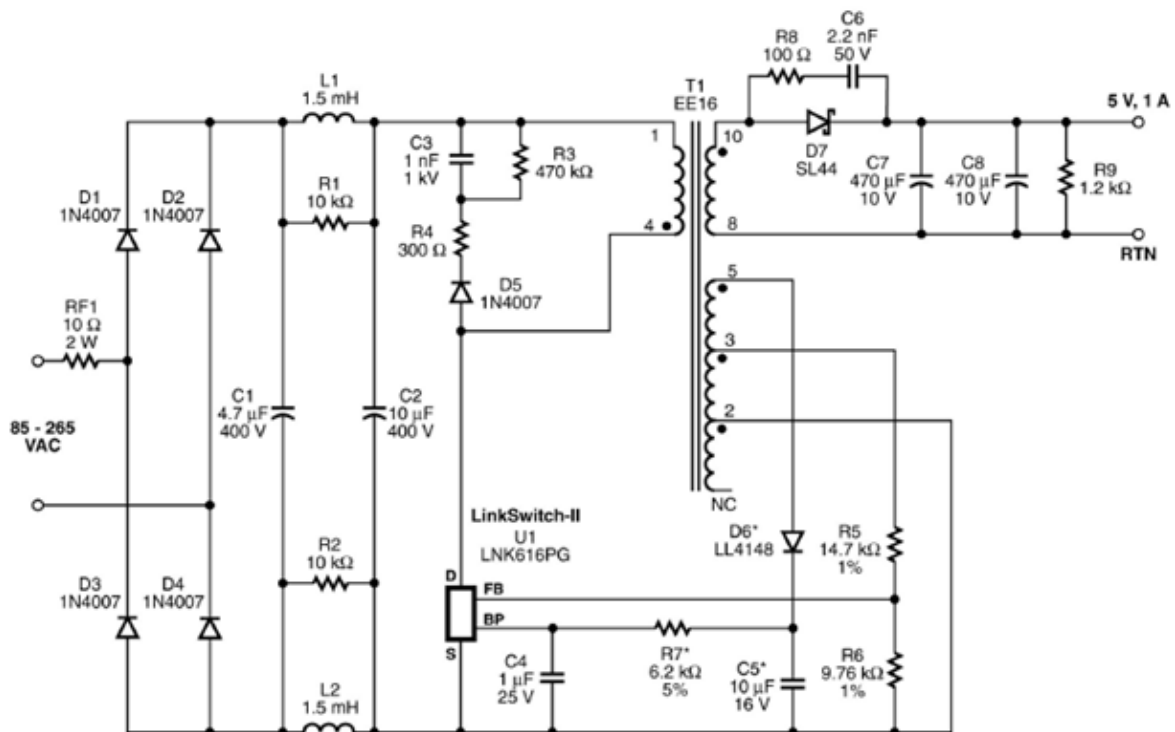 C6
2.2 nF
50 V
R8
100 Ω
L1
1.5 mH
T1
EE16
5 V, 1 A
1
10
C3
1 nF
1 kV
R3
470 kΩ
D7
SL44
C7
470 μF
10 V
C8
470 μF
10 V
R9
1.2 kΩ
D1
1N4007
D2
1N4007
R1
10 kΩ
R4
300 Ω
4
8
RTN
D5
1N4007
5
RF1
10 Ω
2 W
3
C1
4.7 μF
400 V
C2
10 μF
400 V
2
85 - 265
VAC
NC
LinkSwitch-II
U1
LNK616PG
D6*
LL4148
R5
14.7 kΩ
1%
R2
10 kΩ
D
FB
BP
S
D3
1N4007
D4
1N4007
R7*
6.2 kΩ
5%
C4
1 μF
25 V
C5*
10 μF
16 V
R6
9.76 kΩ
1%
L2
1.5 mH